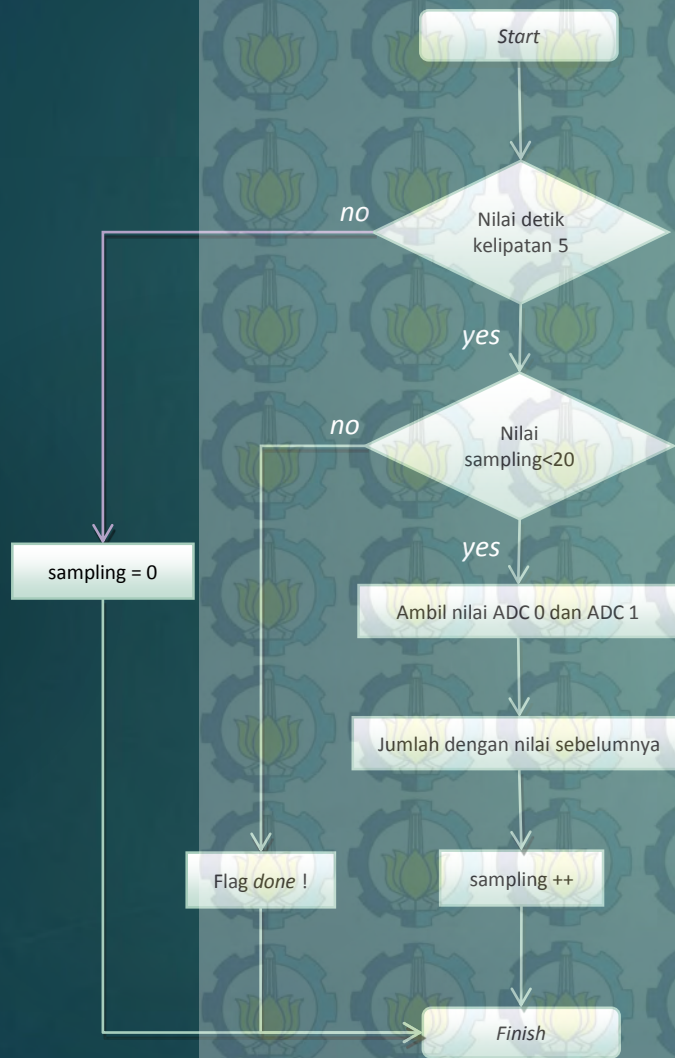 Start
no
Nilai detik
kelipatan 5
yes
no
Nilai
sampling<20
yes
sampling = 0
Ambil nilai ADC 0 dan ADC 1
Jumlah dengan nilai sebelumnya
Flag done !
sampling ++
Finish